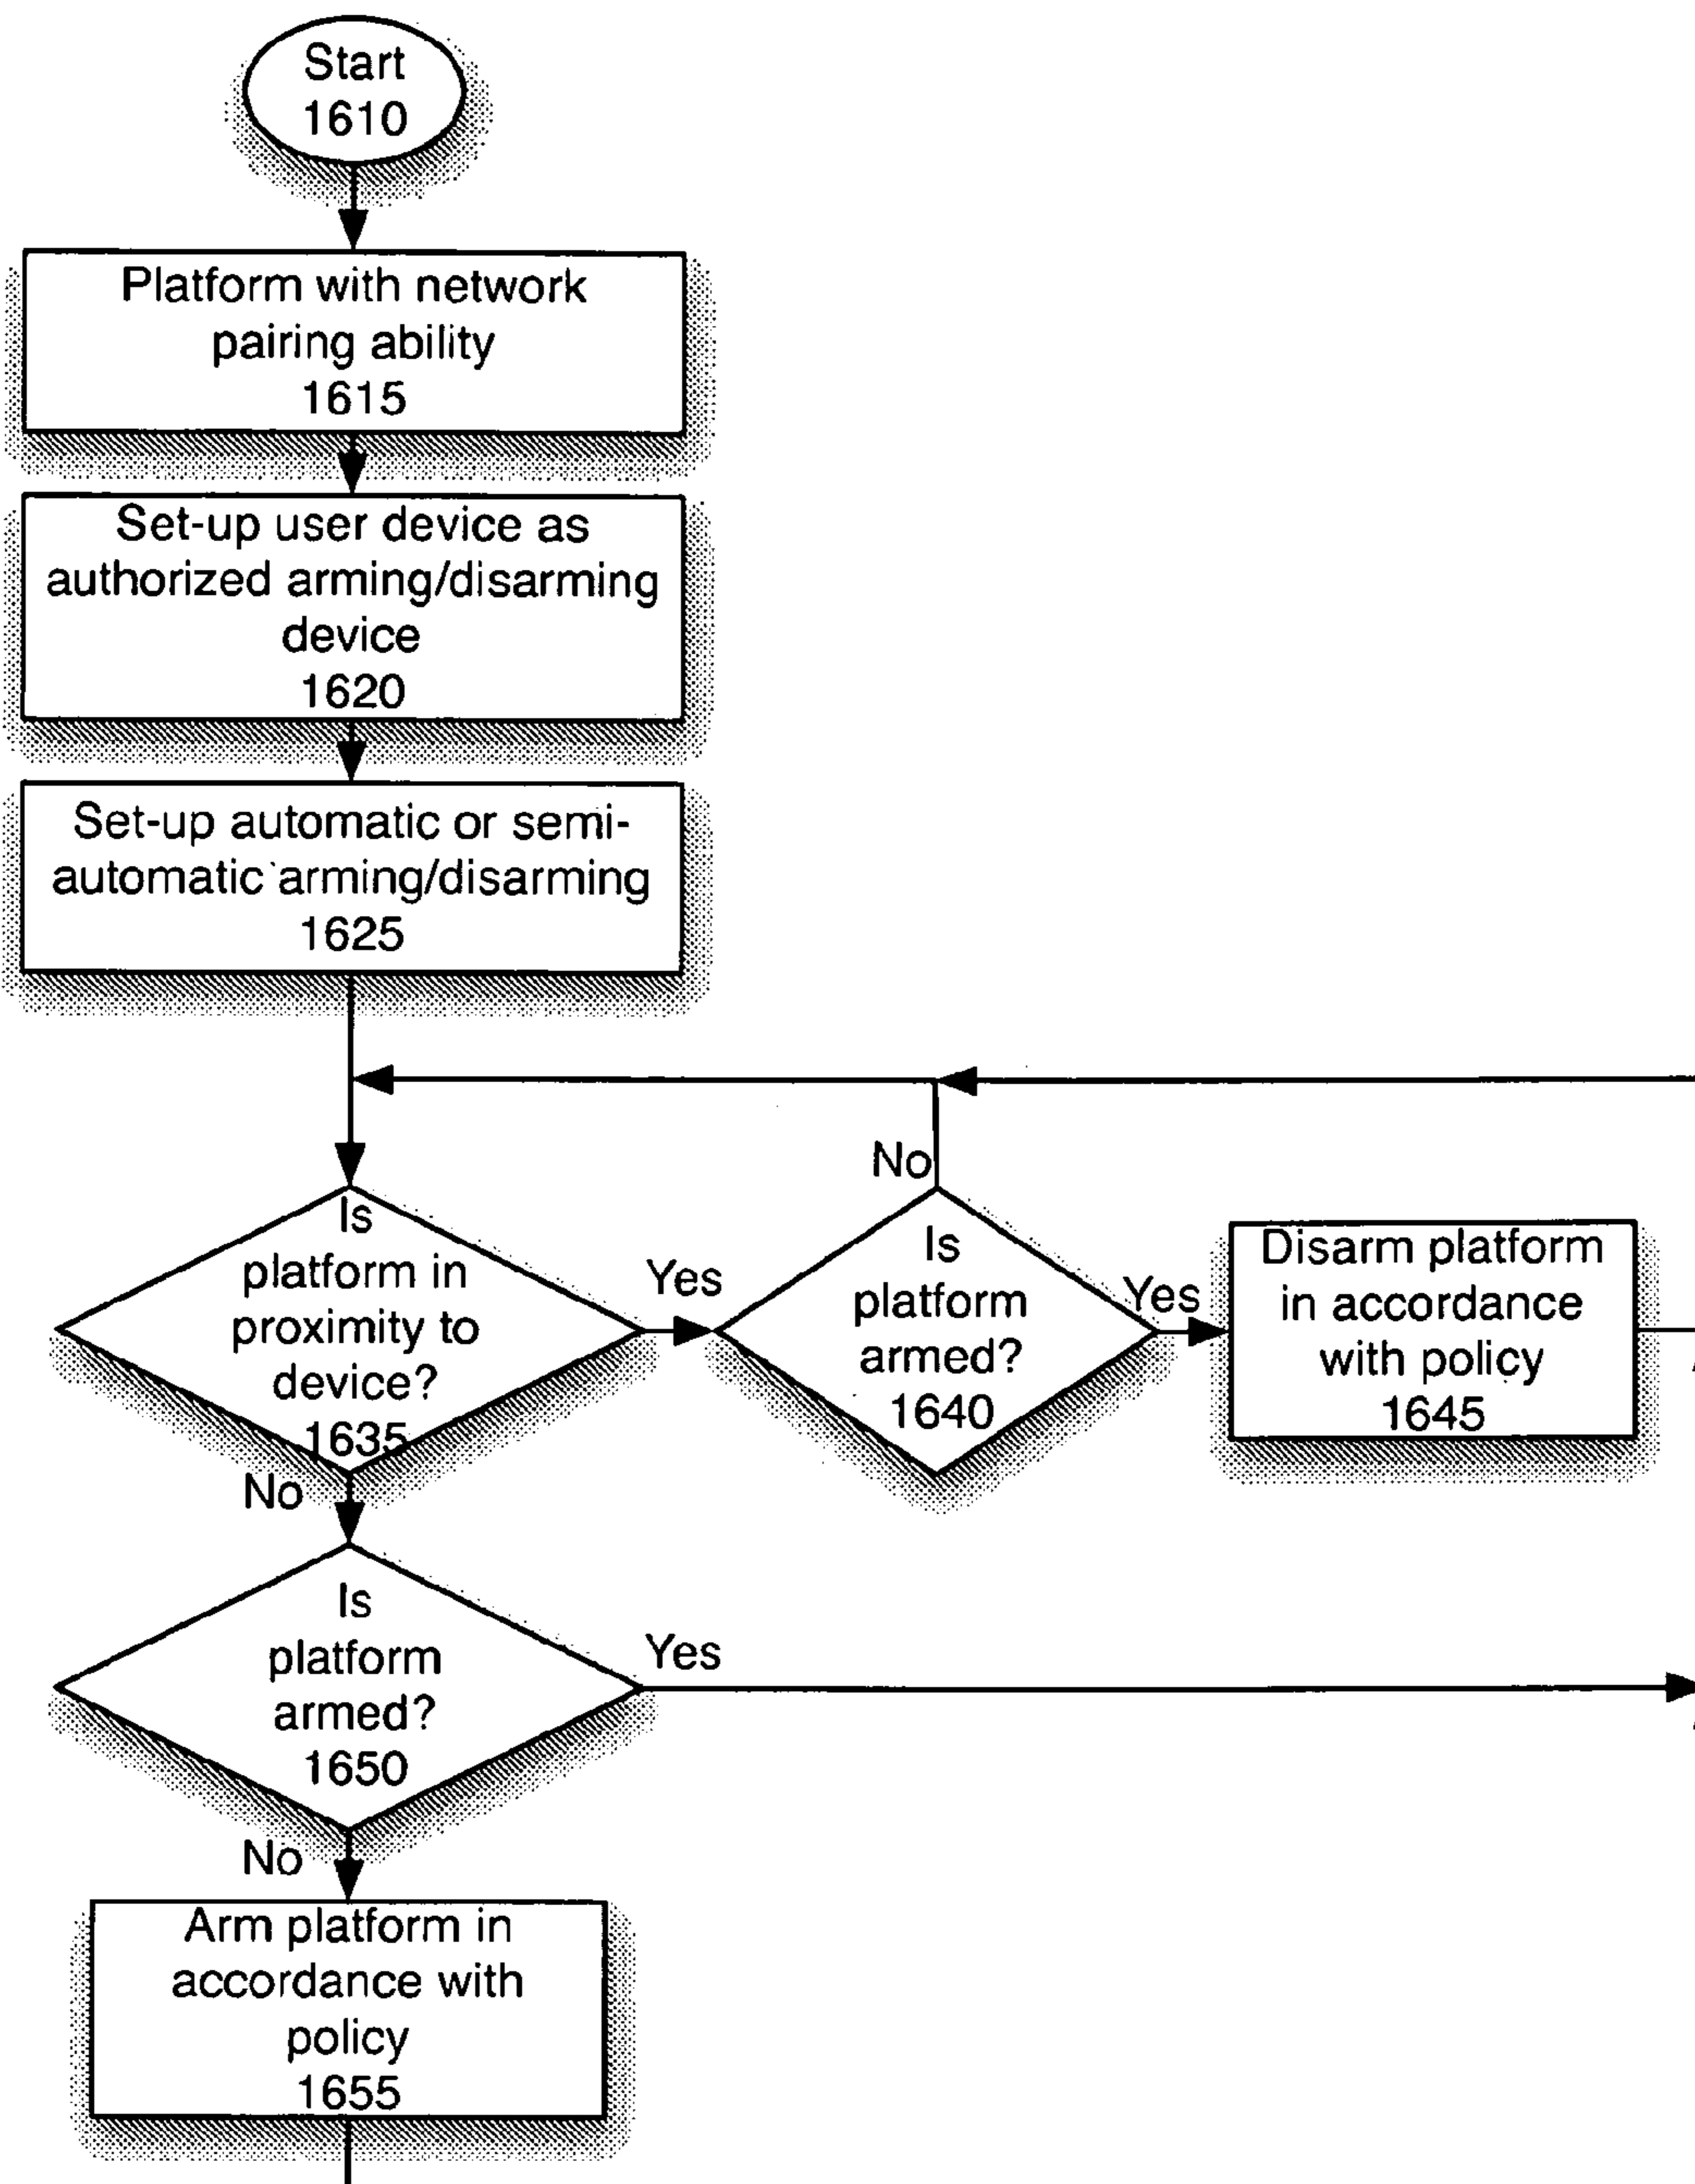 Start
1610
Platform with network
pairing ability
1615
Set-up user device as
authorized arming/disarming
device
1620
Set-up automatic or semi-
automatic arming/disarming
1625
Is
platform in
proximity to
device?
1635
Yes
No
Is
platform
armed?
1640
No
Yes
Disarm platform
in accordance
with policy
1645
Is
platform
armed?
1650
Yes
No
Arm platform in
accordance with
policy
1655